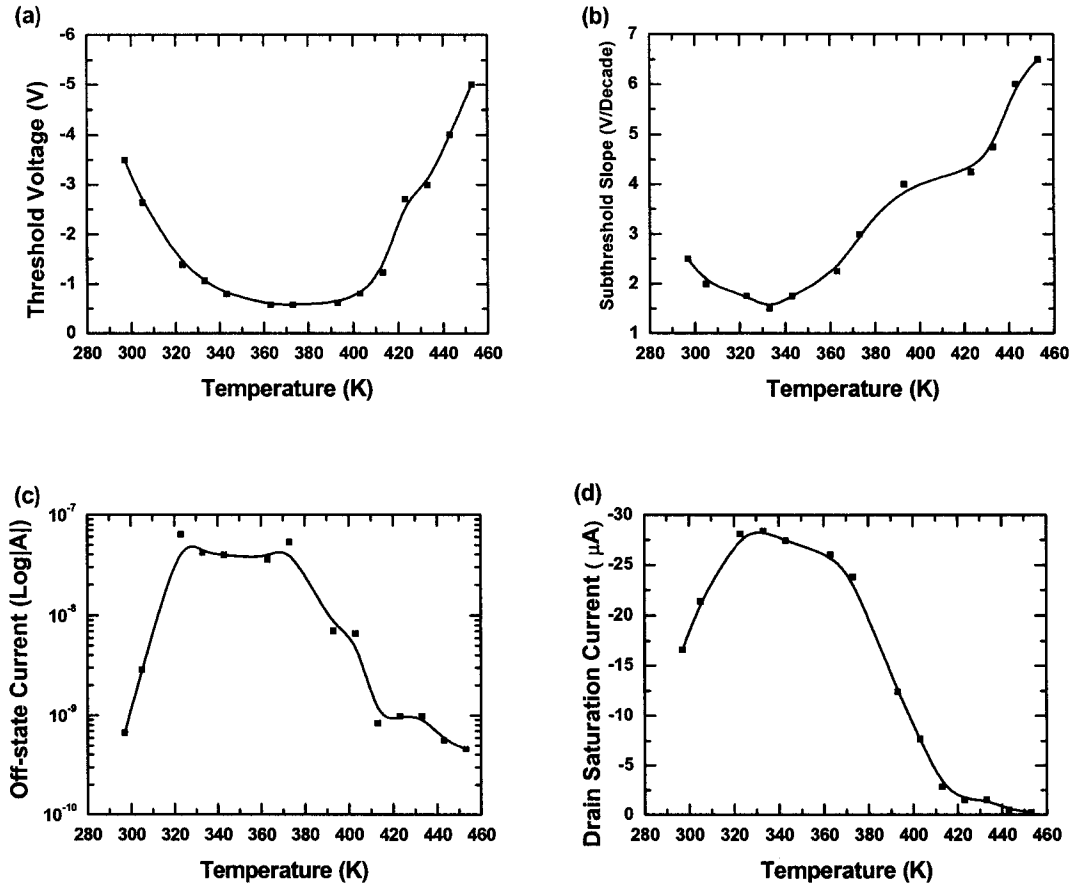 (a)
-6
-5
-4
-3
-2
-1
0
Threshold Voltage (V)
280 300 320 340 360 380 400 420 440 460
Temperature (K)
(b)
7
6
5
4
3
2
1
Subthreshold Slope (V/Decade)
280 300 320 340 360 380 400 420 440 460
Temperature (K)
(c)
10-7
10-8
10-9
10-10
Off-state Current (Log|A|)
280 300 320 340 360 380 400 420 440 460
Temperature (K)
(d)
-30
-25
-20
-15
-10
-5
0
Drain Saturation Current ( μA)
280 300 320 340 360 380 400 420 440 460
Temperature (K)